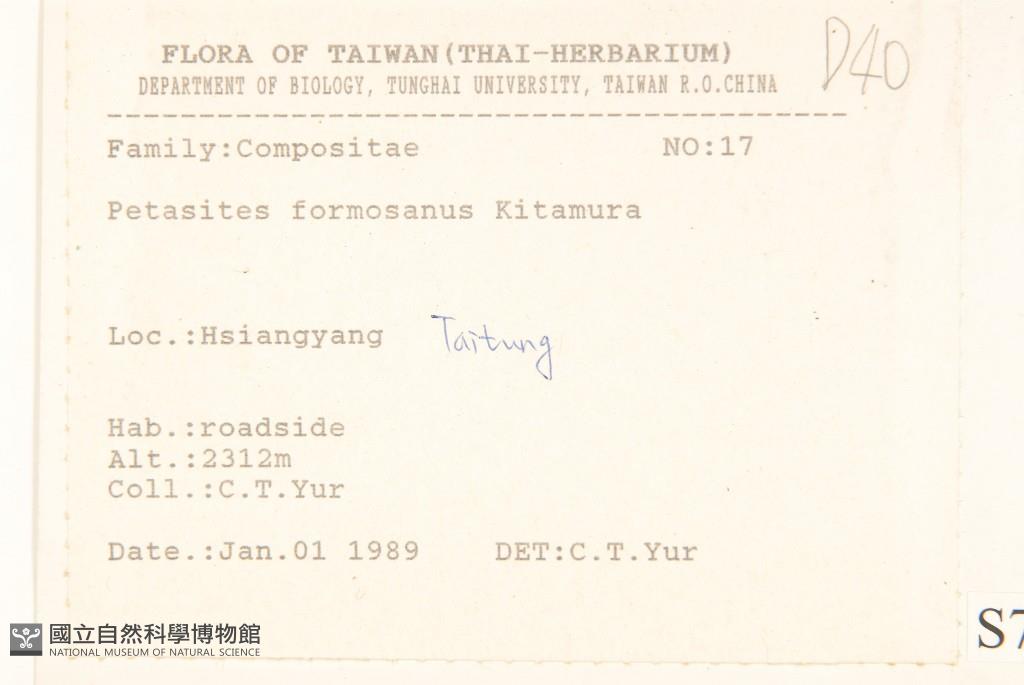 FLORA OF TAIWAN(THAI-HERBARIUM)
D40
DEPARTMENT OF BIOLOGY, TUNGHAI UNIVERSITY, TAIWAN R.O.CHINA
Family:Compositae NO:17
Petasites formosanus Kitamura
Loc.:Hsiangyang Taitung
Hab.:roadside
Alt.:2312m
Coll.:C.T.Yur
Date.:Jan.01 1989 DET:C.T.Yur
S7
國立自然科學博物館
NATIONAL MUSEUM OF NATURAL SCIENCE